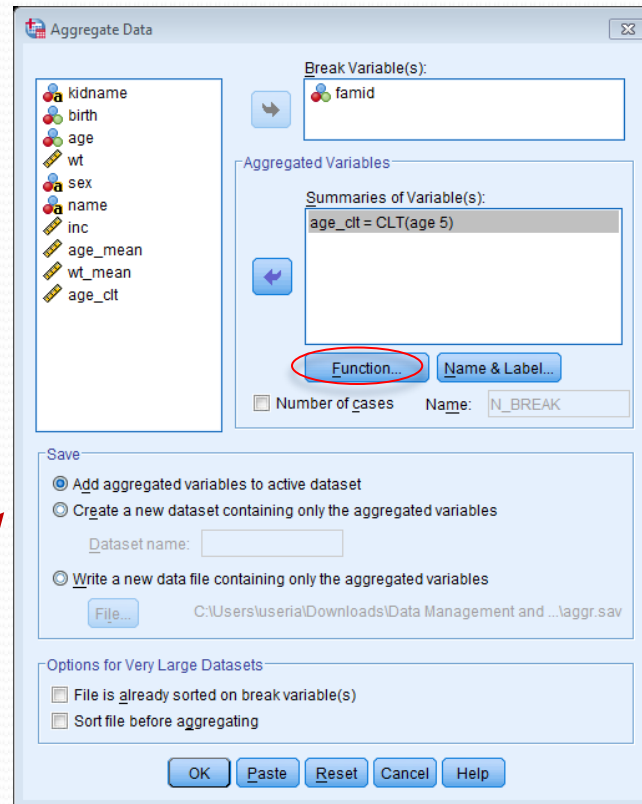 Aggregate Data
kidname
birth
age
wt
sex
name
inc
age_mean
wt_mean
age_clt
Break Variable(s):
famid
Aggregated Variables
Summaries of Variable(s):
age_clt = CLT(age 5)
Function... Name & Label...
Number of cases Name: N_BREAK
Save
Add aggregated variables to active dataset
Create a new dataset containing only the aggregated variables
Dataset name:
Write a new data file containing only the aggregated variables
File... C:\Users\useria\Downloads\Data Management and ...\aggr.sav
Options for Very Large Datasets
File is already sorted on break variable(s)
Sort file before aggregating
OK Paste Reset Cancel Help